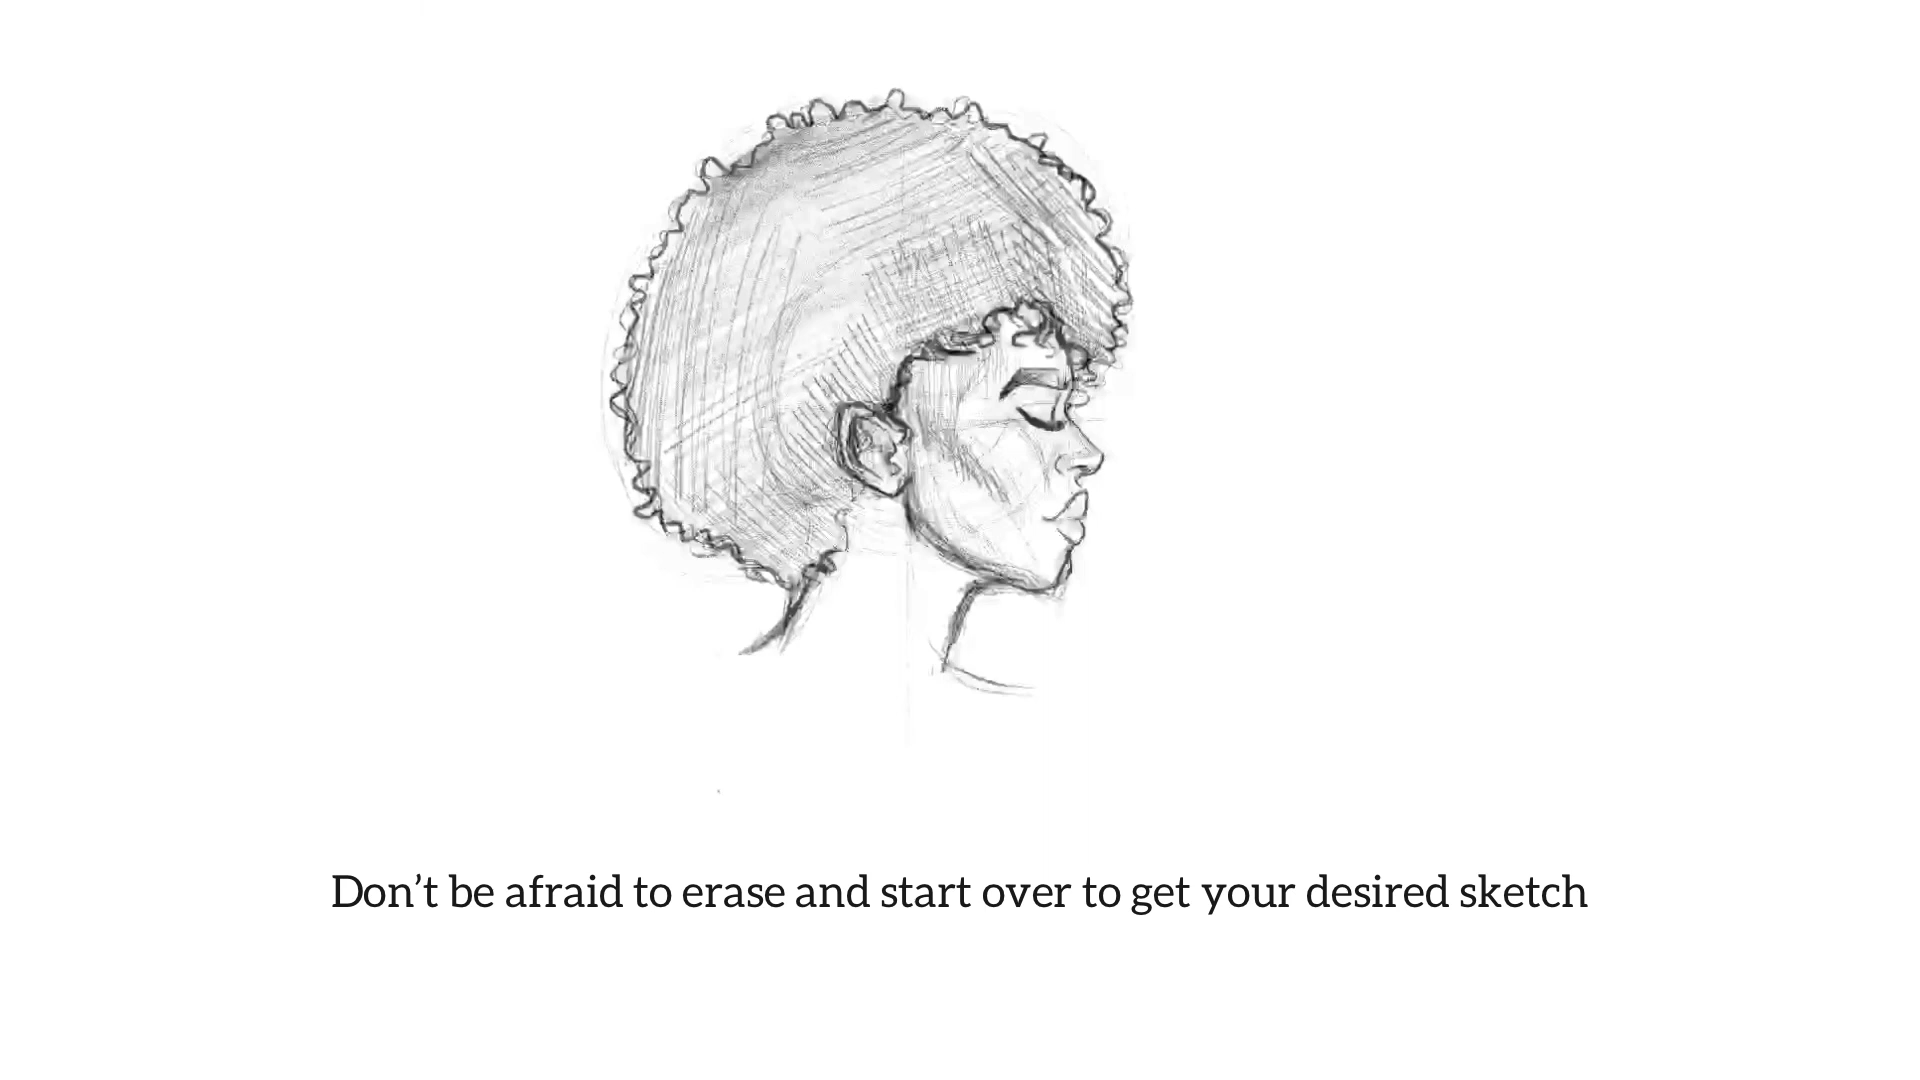 Don’t be afraid to erase and start over to get your desired sketch